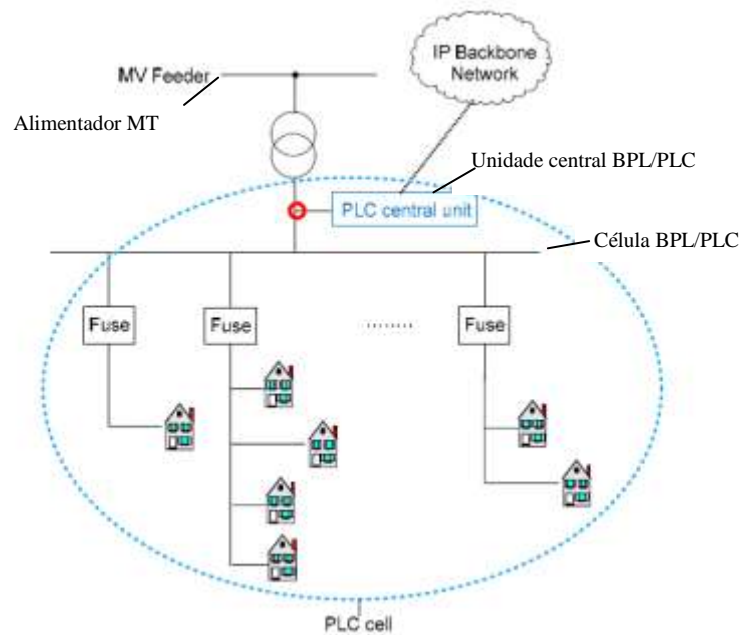 IP Backbone
Network
MV Feeder
Alimentador MT
Unidade central BPL/PLC
PLC central unit
Célula BPL/PLC
Fuse
Fuse
........
Fuse
PLC cell